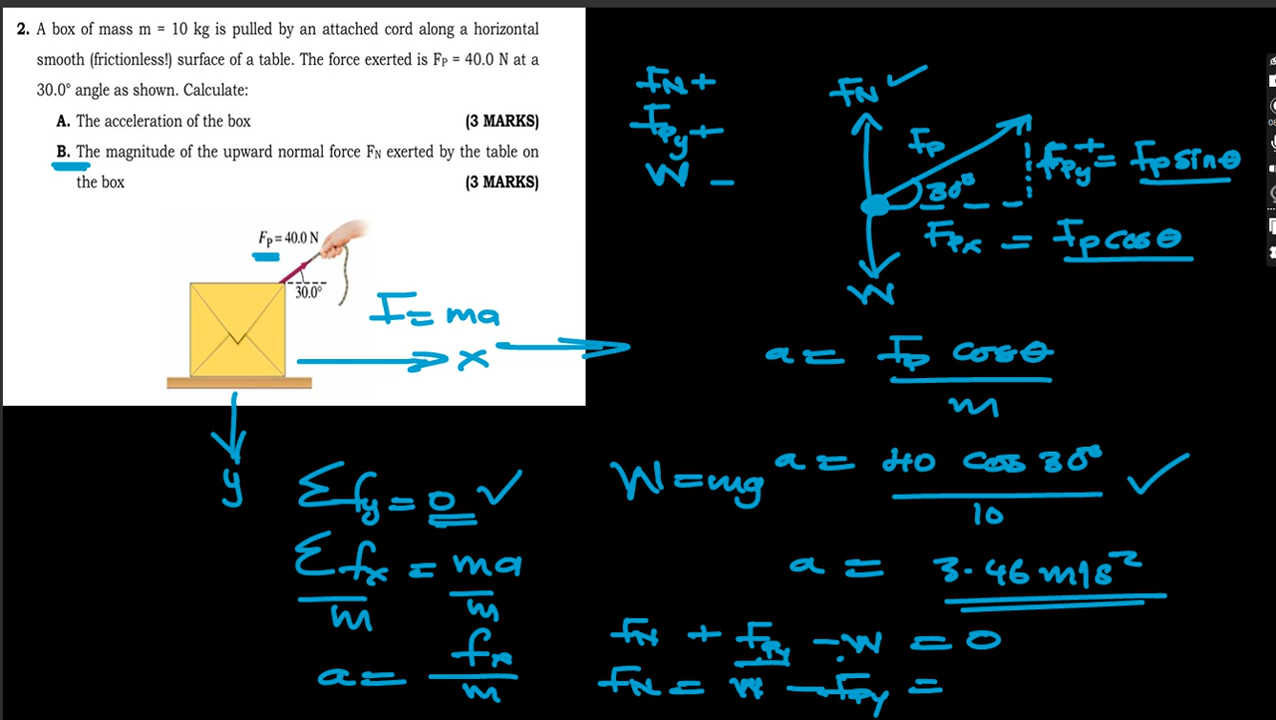 2. A box of mass m = 10 kg is pulled by an attached cord along a horizontal
smooth (frictionless!) surface of a table. The force exerted is FP = 40.0 N at a
30.0° angle as shown. Calculate:
A. The acceleration of the box (3 MARKS)
B. The magnitude of the upward normal force FN exerted by the table on
the box (3 MARKS)
Fp = 40.0 N
30.0°
F = ma
x
y
FN +
Fpy +
W -
FN ✓
Fp
30°
Fpy+ = Fp sinθ
Fpx = Fp cosθ
W
a = Fp cosθ
m
W = mg
a = 40 cos 30°
10
✓
a = 3.46 m/s²
Σfy = 0 ✓
Σfx = ma
m m
a = fx
m
FN + Fpy - W = 0
FN = W - Fpy =